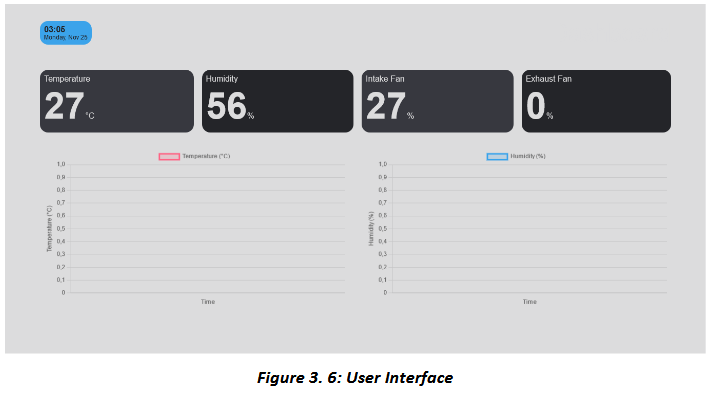 03:05
Monday, Nov 25
Temperature
27 °C
Humidity
56 %
Intake Fan
27 %
Exhaust Fan
0 %
Temperature (°C)
1,0
0,9
0,8
0,7
0,6
0,5
0,4
0,3
0,2
0,1
0
Temperature (°C)
Time
Humidity (%)
1,0
0,9
0,8
0,7
0,6
0,5
0,4
0,3
0,2
0,1
0
Humidity (%)
Time
Figure 3. 6: User Interface